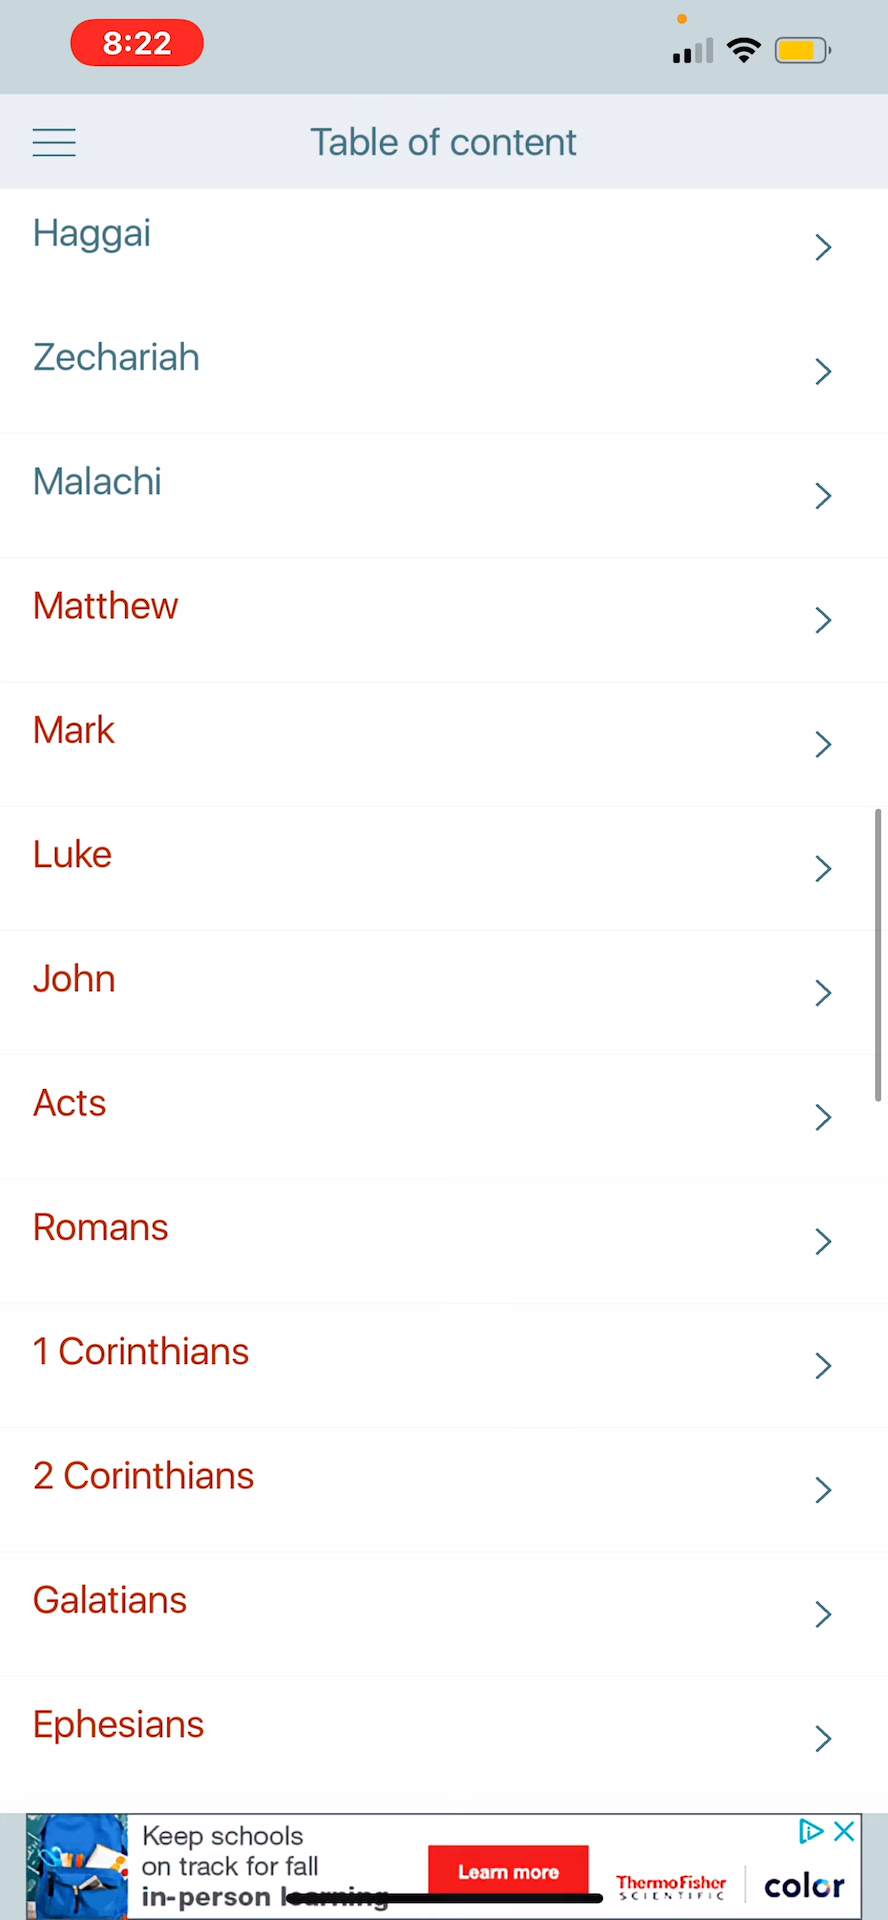 8:22
Table of content
Haggai
Zechariah
Malachi
Matthew
Mark
Luke
John
Acts
Romans
1 Corinthians
2 Corinthians
Galatians
Ephesians
Keep schools
on track for fall
in-person learning
Learn more
ThermoFisher
SCIENTIFIC
color